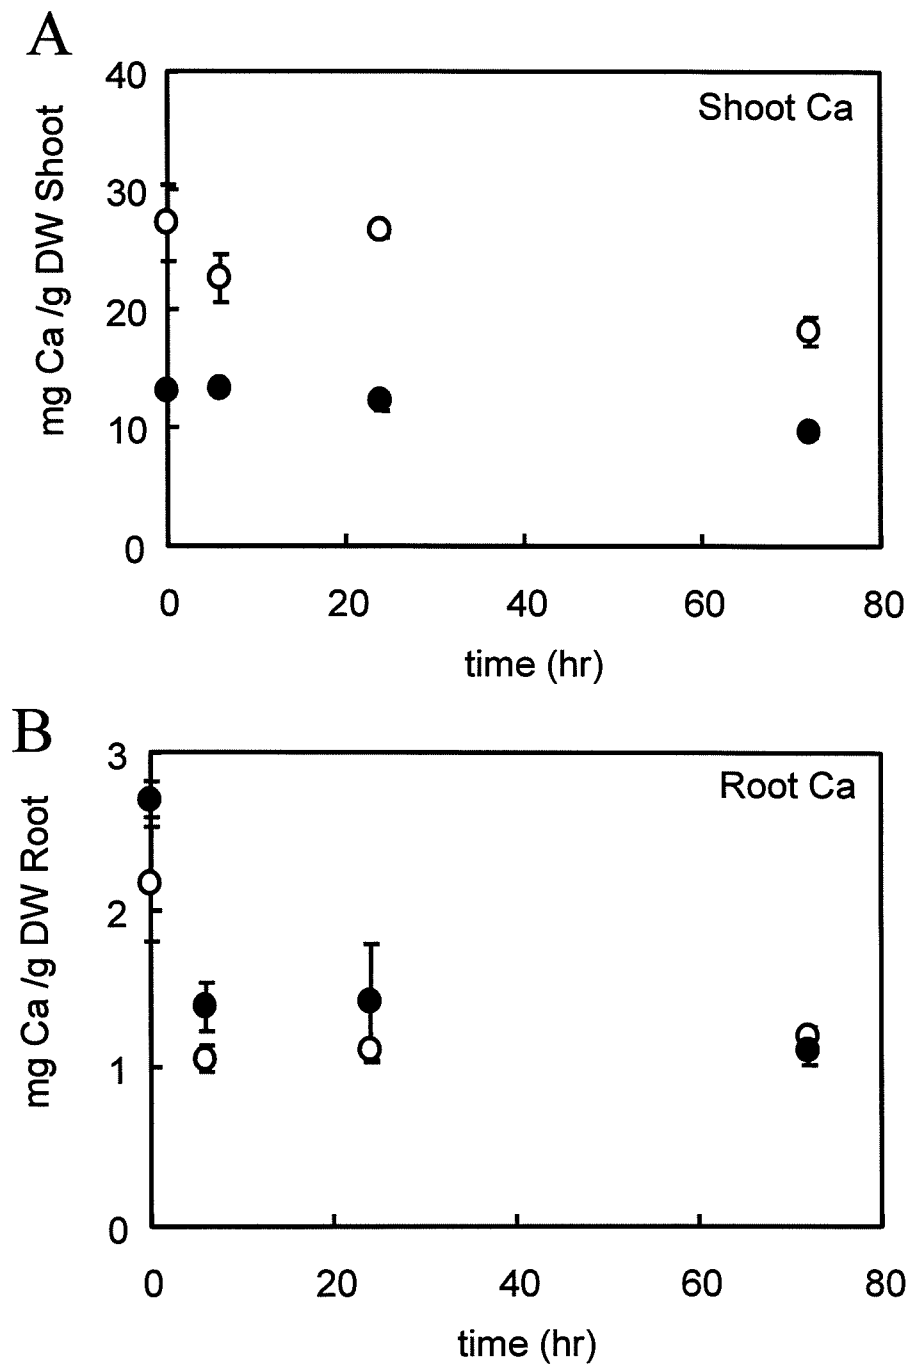 A
40
Shoot Ca
30
20
10
0
mg Ca /g DW Shoot
0 20 40 60 80
time (hr)
B
3
Root Ca
2
1
0
mg Ca /g DW Root
0 20 40 60 80
time (hr)